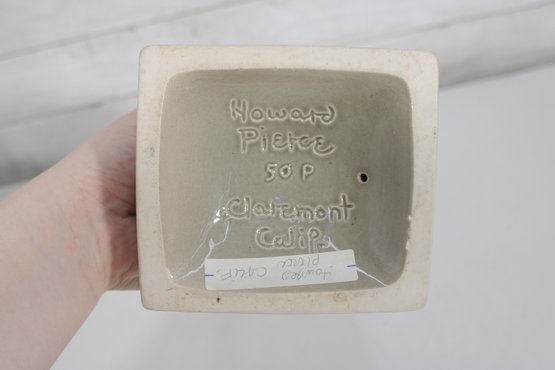 Howard
Pierce
50 P
Claremont
Calif.
Howard Calif.
Pierce